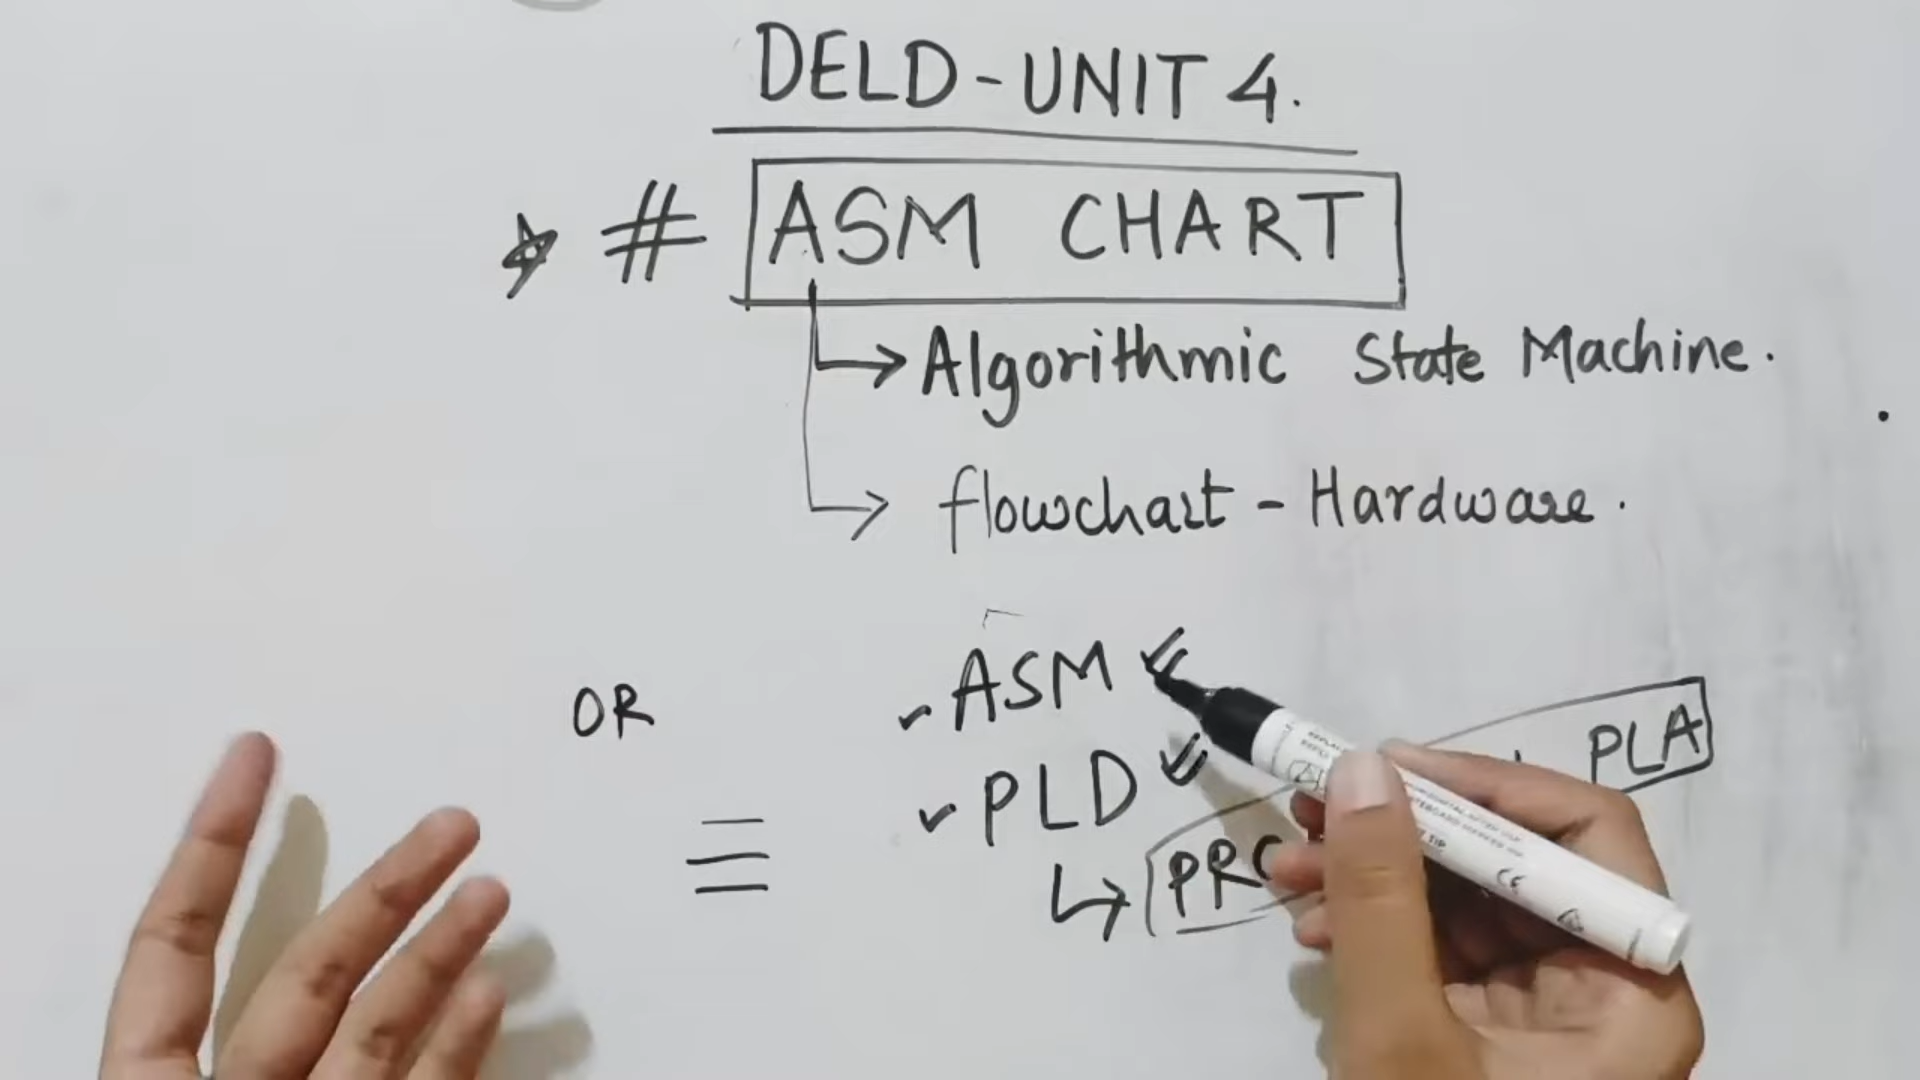 DELD - UNIT 4.
# ASM CHART
→ Algorithmic State Machine.
→ flowchart - Hardware.
ASM
OR
PLA
PLD